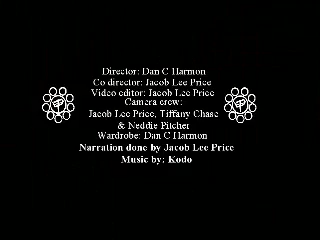 Director: Dan C Harmon
Co director: Jacob Lee Price
Video editor: Jacob Lee Price
Camera crew:
Jacob Lee Price, Tiffany Chase
& Neddie Pitcher
Wardrobe: Dan C Harmon
Narration done by Jacob Lee Price
Music by: Kodo